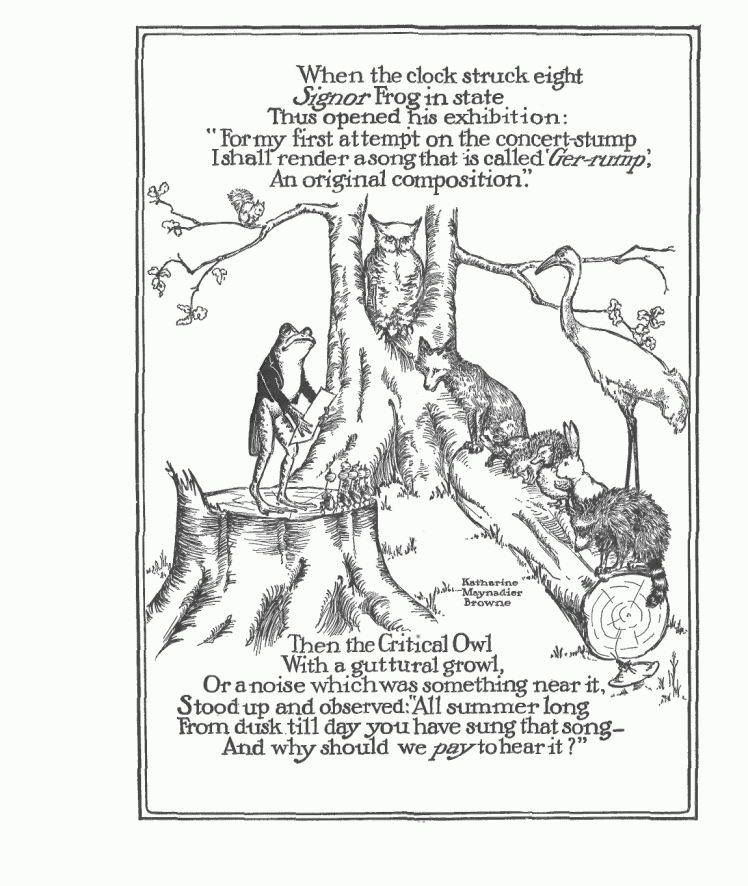 When the clock struck eight
Signor Frog in state
Thus opened his exhibition:
"For my first attempt on the concert-stump
I shall render a song that is called 'Ger-rump',
An original composition."
Katharine
Maynadier
Browne
Then the Critical Owl
With a guttural growl,
Or a noise which was something near it,
Stood up and observed: "All summer long
From dusk till day you have sung that song—
And why should we pay to hear it?"